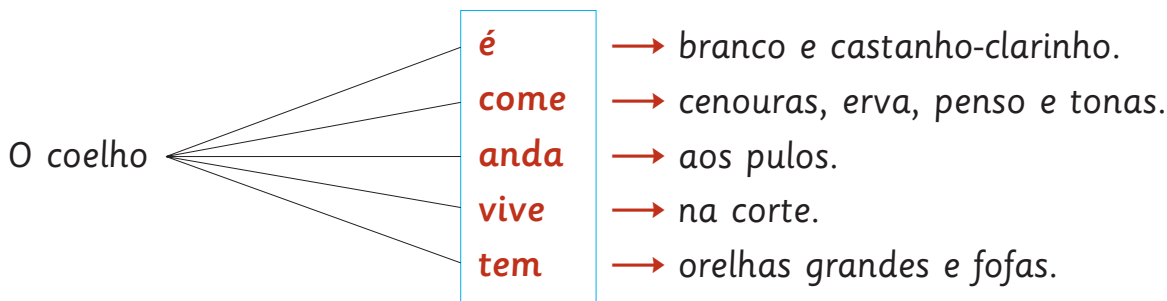 é → branco e castanho-clarinho.
come → cenouras, erva, penso e tonas.
O coelho anda → aos pulos.
vive → na corte.
tem → orelhas grandes e fofas.